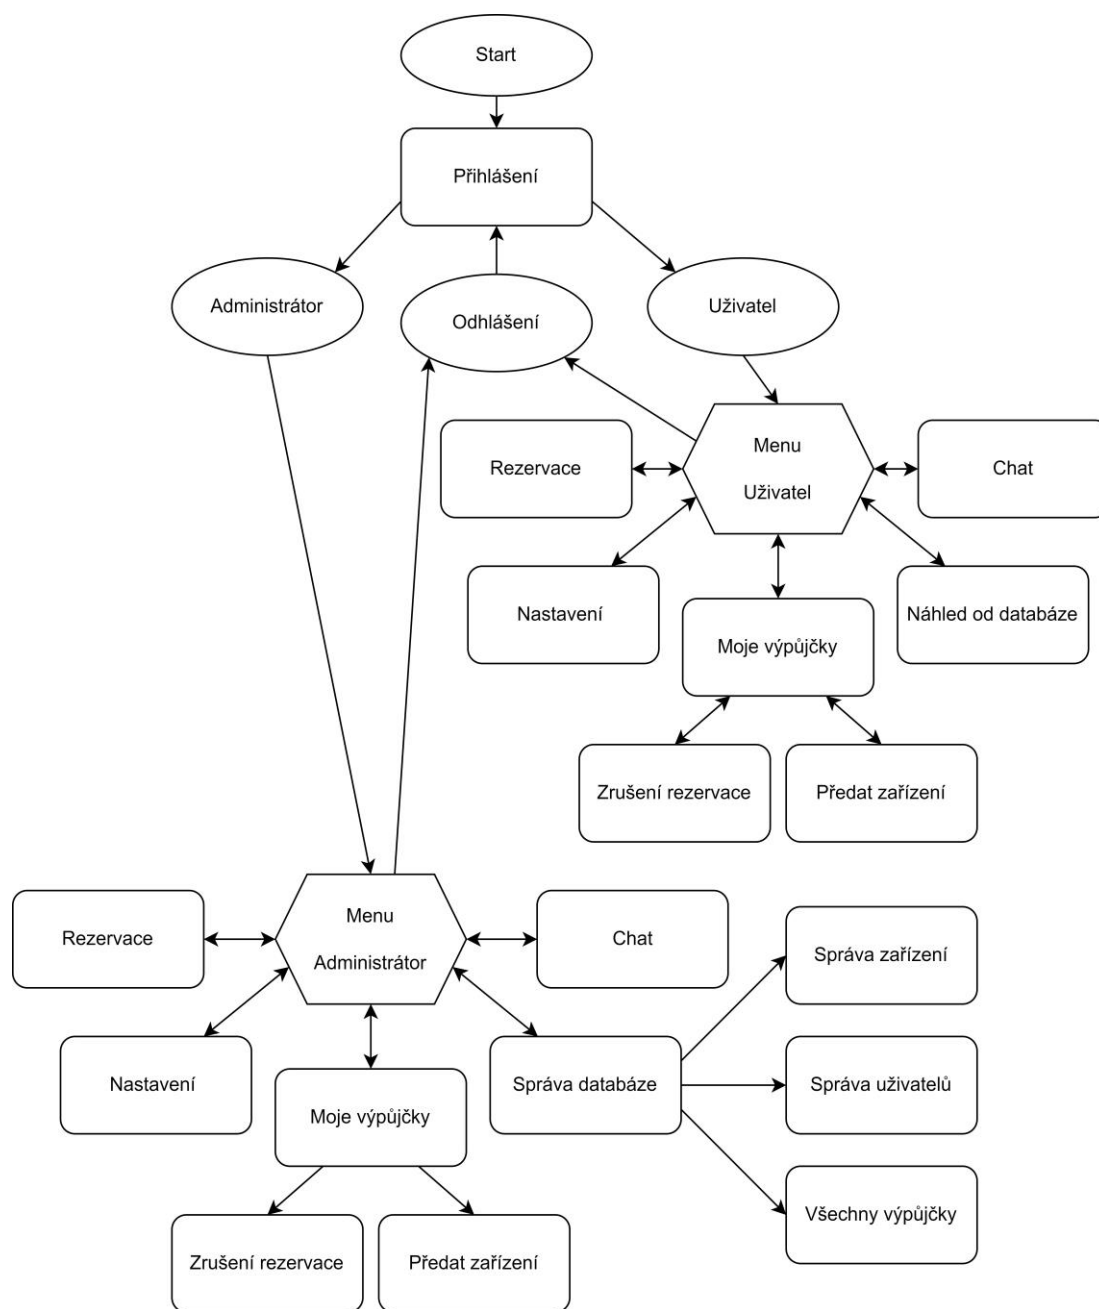 Start
Přihlášení
Administrátor
Odhlášení
Uživatel
Menu
Uživatel
Rezervace
Chat
Nastavení
Moje výpůjčky
Náhled od databáze
Zrušení rezervace
Předat zařízení
Menu
Administrátor
Rezervace
Chat
Správa zařízení
Nastavení
Moje výpůjčky
Správa databáze
Správa uživatelů
Všechny výpůjčky
Zrušení rezervace
Předat zařízení